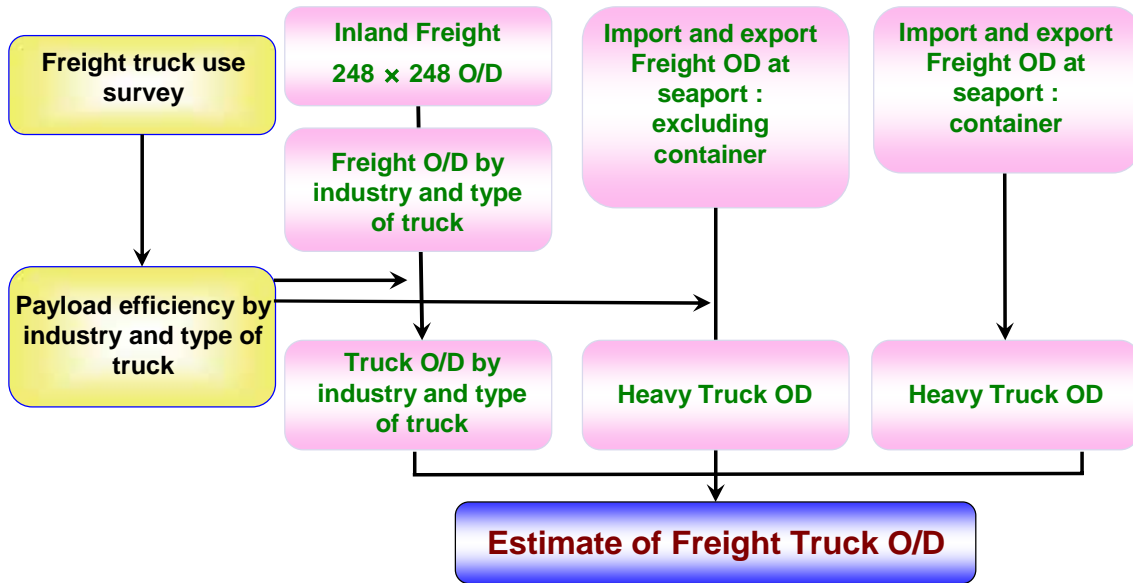 Freight truck use
survey
Inland Freight
248 × 248 O/D
Import and export
Freight OD at
seaport :
excluding
container
Import and export
Freight OD at
seaport :
container
Freight O/D by
industry and type
of truck
Payload efficiency by
industry and type of
truck
Truck O/D by
industry and type
of truck
Heavy Truck OD
Heavy Truck OD
Estimate of Freight Truck O/D